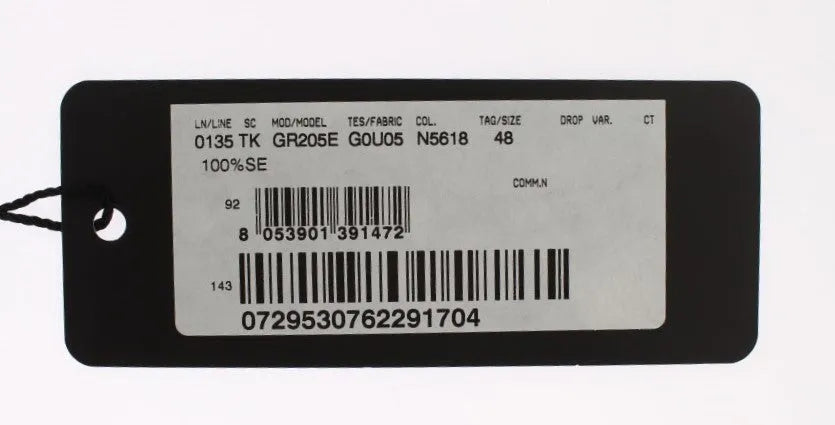 LN/LINE SC MOD/MODEL TES/FABRIC COL. TAG/SIZE DROP VAR. CT
0135 TK GR205E G0U05 N5618 48
100%SE
COMM.N
92
8 053901 391472
143
0729530762291704